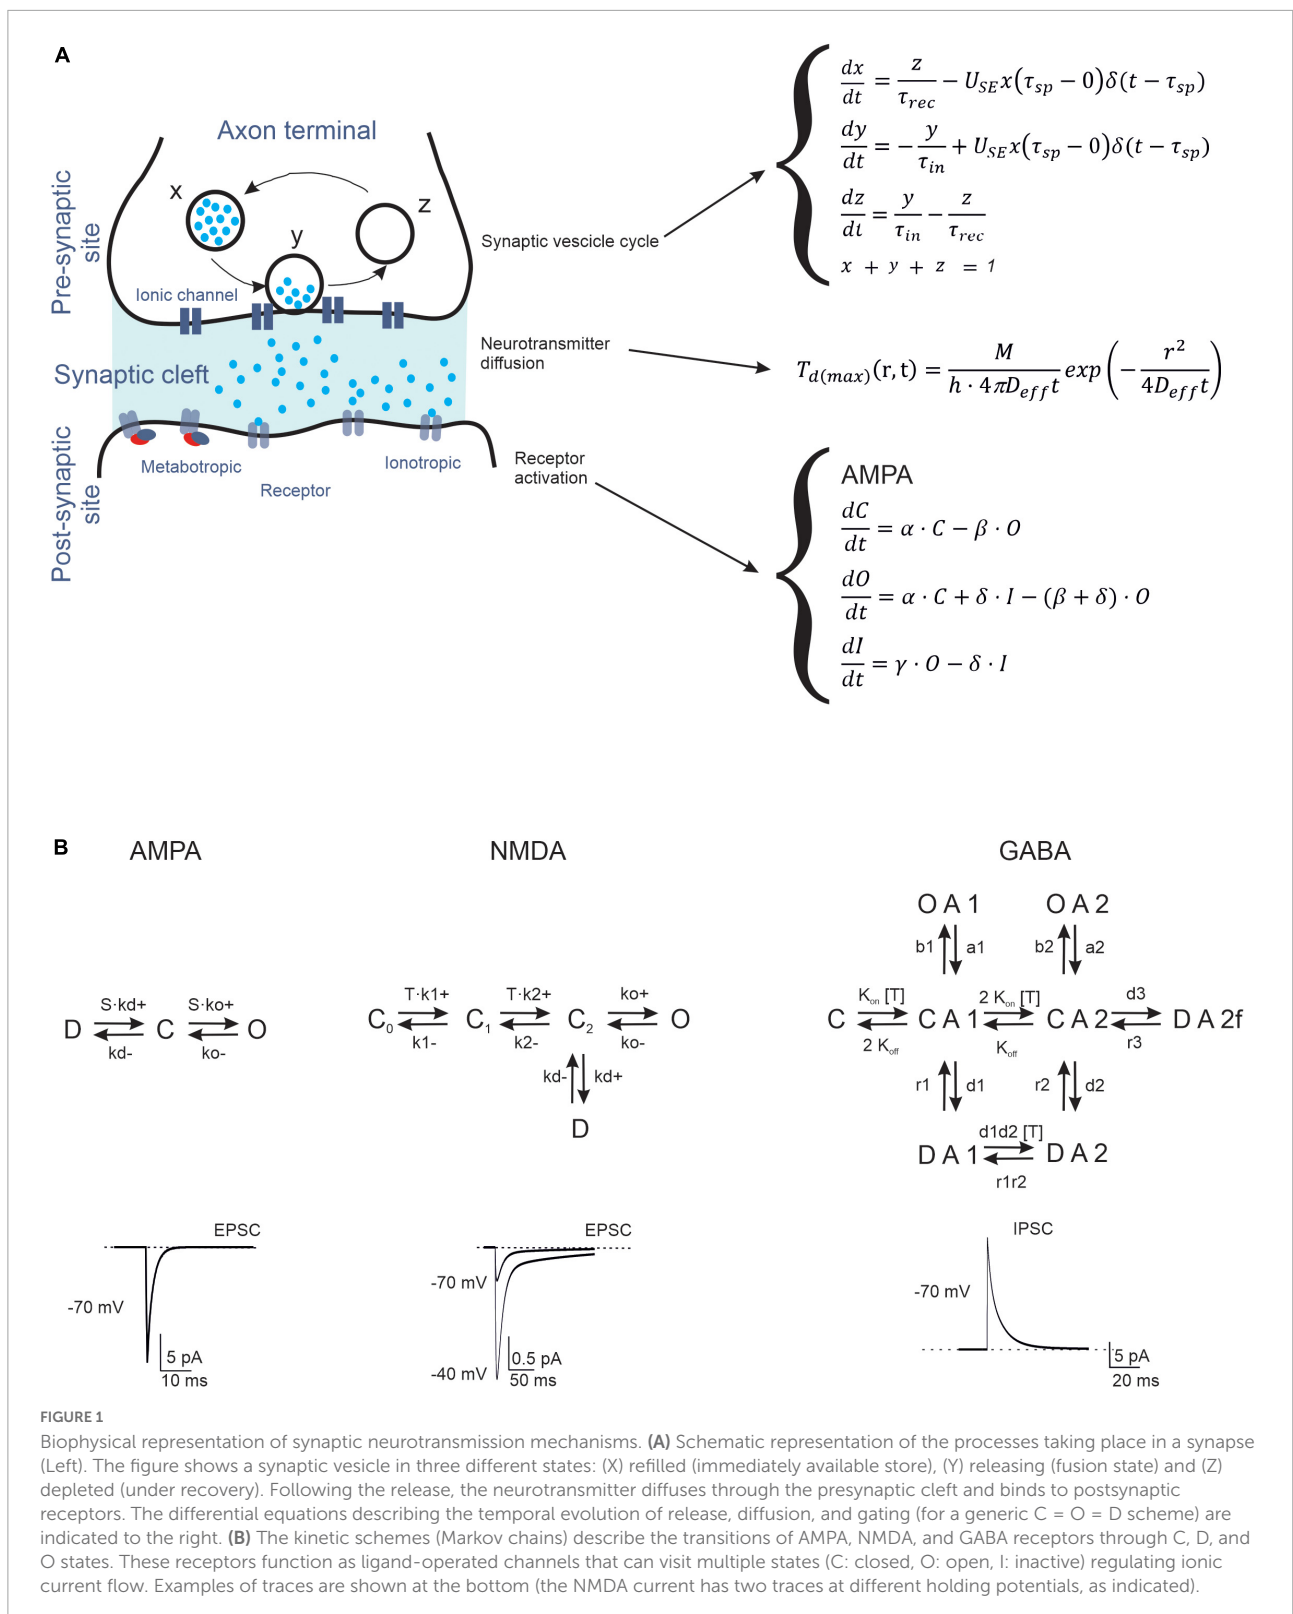 A
Axon terminal
Pre-synaptic
site
x
y
z
Ionic channel
Synaptic cleft
Post-synaptic
site
Metabotropic
Receptor
Ionotropic
Synaptic vescicle cycle
Neurotransmitter
diffusion
Receptor
activation
dx/dt = z/τrec − USE x(τsp − 0)δ(t − τsp)
dy/dt = − y/τin + USE x(τsp − 0)δ(t − τsp)
dz/dt = y/τin − z/τrec
x + y + z = 1
Td(max)(r, t) = M/(h · 4πDeff t) exp(− r²/(4Deff t))
AMPA
dC/dt = α · C − β · O
dO/dt = α · C + δ · I − (β + δ) · O
dI/dt = γ · O − δ · I
B
AMPA
D S·kd+ kd- C S·ko+ ko- O
EPSC
-70 mV
5 pA
10 ms
NMDA
C0 T·k1+ k1- C1 T·k2+ k2- C2 ko+ ko- O
kd- kd+
D
EPSC
-70 mV
-40 mV
0.5 pA
50 ms
GABA
O A 1 O A 2
b1 a1 b2 a2
C Kon [T] 2 Koff C A 1 2 Kon [T] Koff C A 2 d3 r3 D A 2f
r1 d1 r2 d2
D A 1 d1d2 [T] r1r2 D A 2
IPSC
-70 mV
5 pA
20 ms
FIGURE 1
Biophysical representation of synaptic neurotransmission mechanisms. (A) Schematic representation of the processes taking place in a synapse
(Left). The figure shows a synaptic vesicle in three different states: (X) refilled (immediately available store), (Y) releasing (fusion state) and (Z)
depleted (under recovery). Following the release, the neurotransmitter diffuses through the presynaptic cleft and binds to postsynaptic
receptors. The differential equations describing the temporal evolution of release, diffusion, and gating (for a generic C = O = D scheme) are
indicated to the right. (B) The kinetic schemes (Markov chains) describe the transitions of AMPA, NMDA, and GABA receptors through C, D, and
O states. These receptors function as ligand-operated channels that can visit multiple states (C: closed, O: open, I: inactive) regulating ionic
current flow. Examples of traces are shown at the bottom (the NMDA current has two traces at different holding potentials, as indicated).